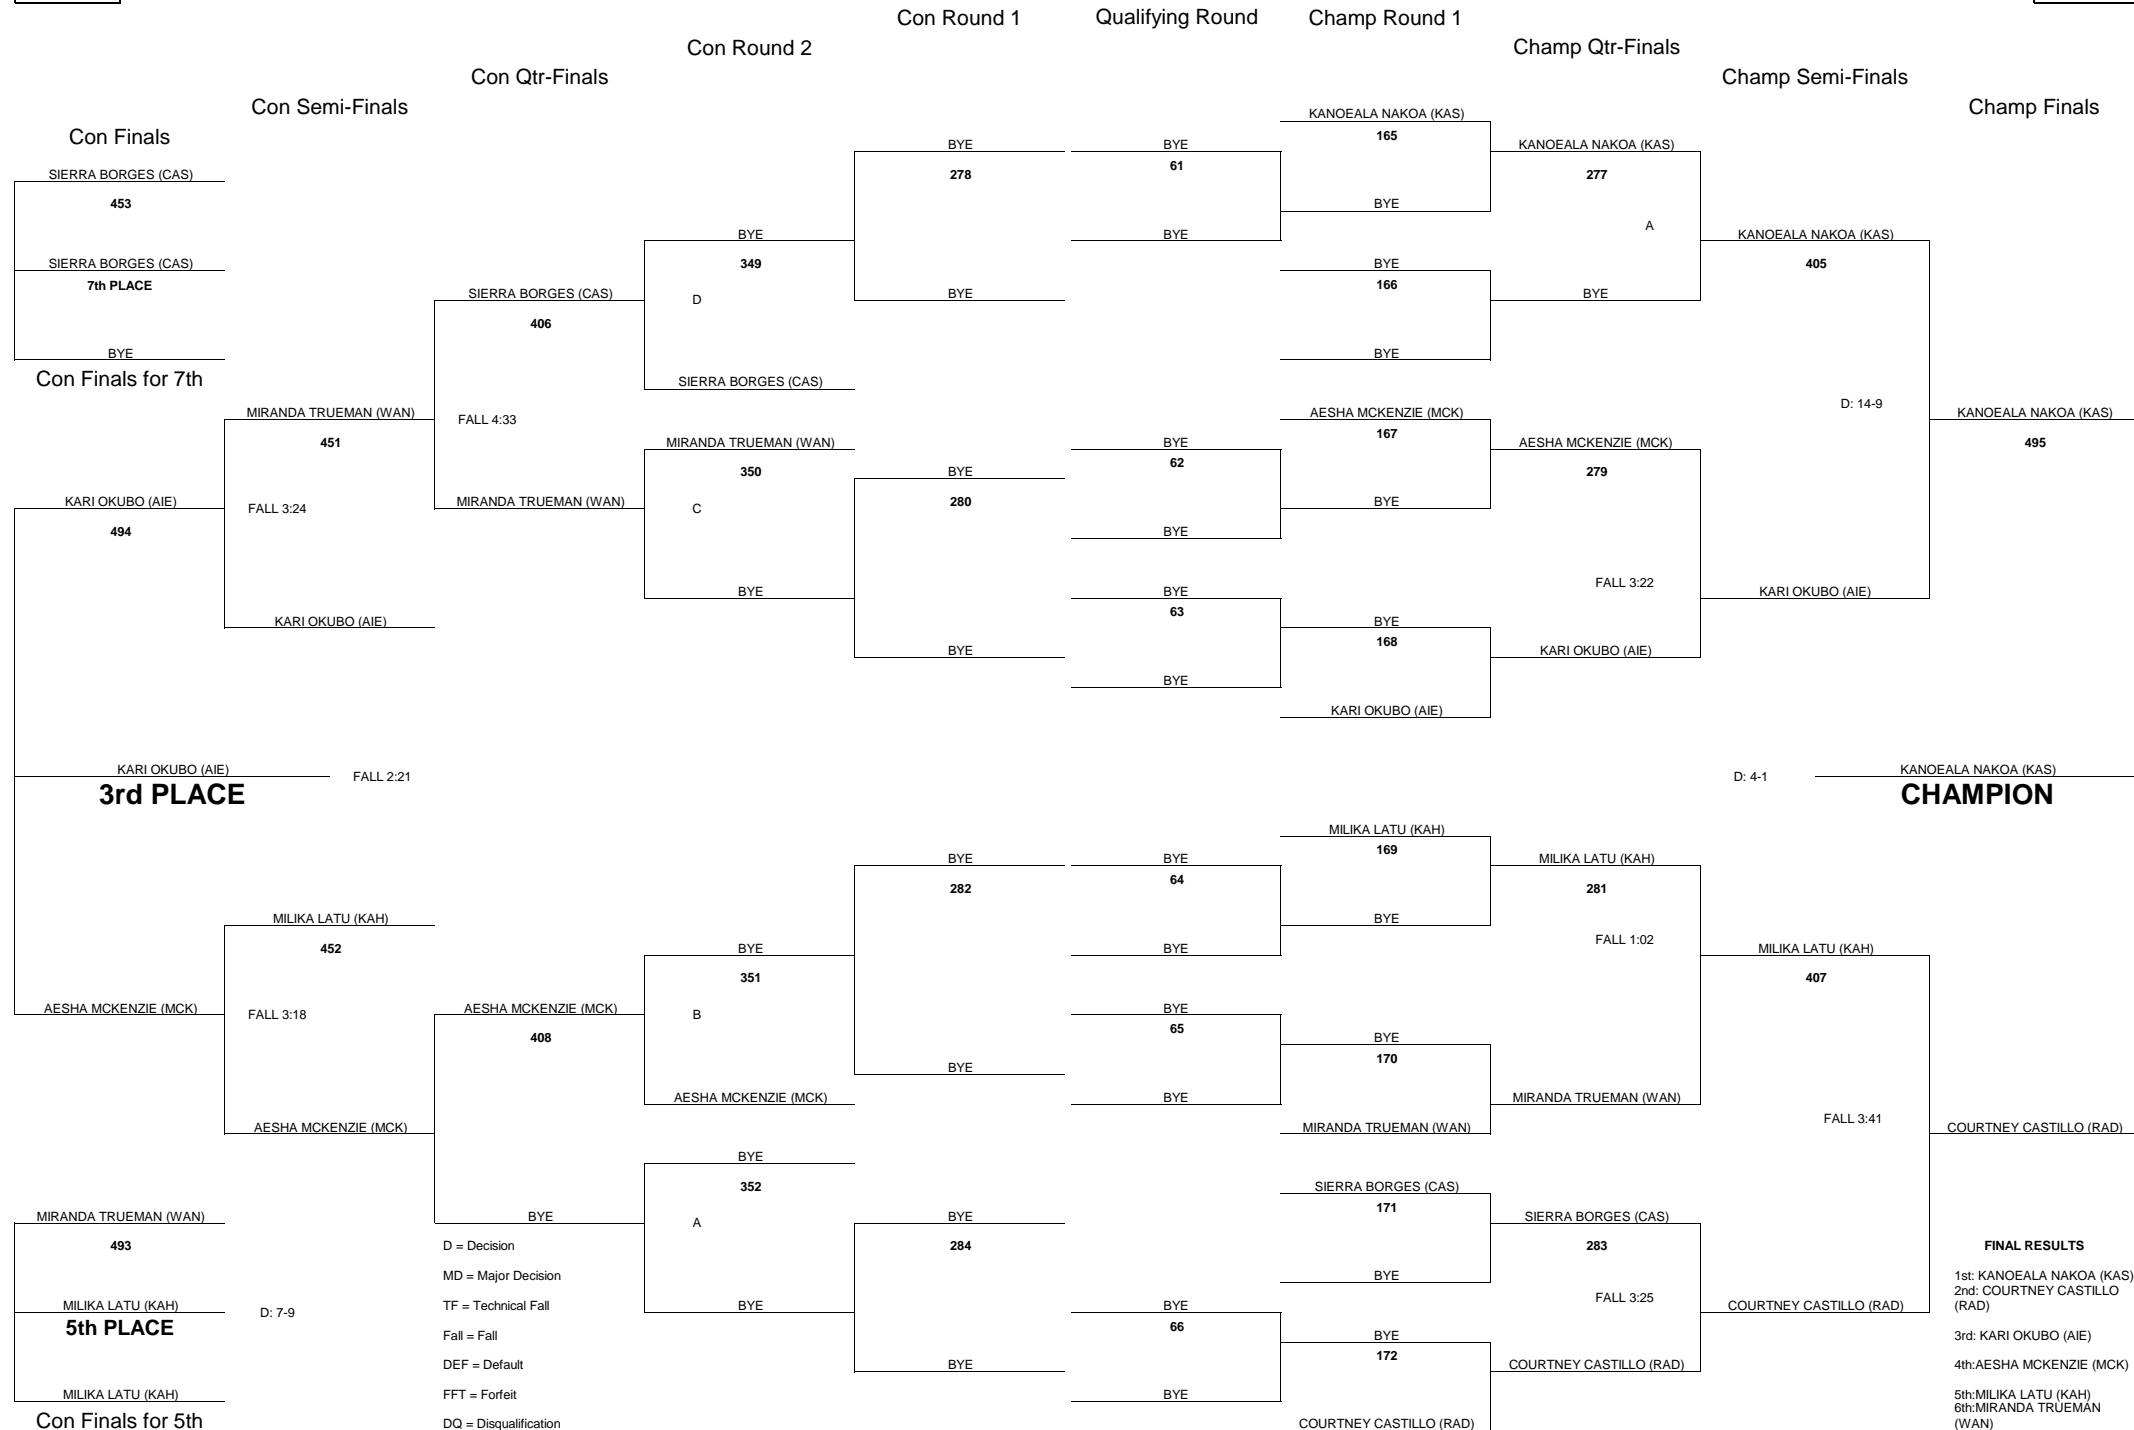 Con Round 1
Qualifying Round
Champ Round 1
Con Round 2
Champ Qtr-Finals
Con Qtr-Finals
Champ Semi-Finals
Con Semi-Finals
Champ Finals
Con Finals
SIERRA BORGES (CAS)
453
SIERRA BORGES (CAS)
7th PLACE
BYE
Con Finals for 7th
KARI OKUBO (AIE)
494
KARI OKUBO (AIE)
3rd PLACE
FALL 2:21
AESHA MCKENZIE (MCK)
MIRANDA TRUEMAN (WAN)
493
MILIKA LATU (KAH)
5th PLACE
D: 7-9
MILIKA LATU (KAH)
Con Finals for 5th
MIRANDA TRUEMAN (WAN)
451
FALL 3:24
KARI OKUBO (AIE)
MILIKA LATU (KAH)
452
FALL 3:18
AESHA MCKENZIE (MCK)
SIERRA BORGES (CAS)
406
FALL 4:33
MIRANDA TRUEMAN (WAN)
AESHA MCKENZIE (MCK)
408
BYE
D = Decision
MD = Major Decision
TF = Technical Fall
Fall = Fall
DEF = Default
FFT = Forfeit
DQ = Disqualification
BYE
349
D
SIERRA BORGES (CAS)
MIRANDA TRUEMAN (WAN)
350
C
BYE
BYE
351
B
AESHA MCKENZIE (MCK)
BYE
352
A
BYE
BYE
278
BYE
BYE
280
BYE
BYE
282
BYE
BYE
284
BYE
BYE
61
BYE
BYE
62
BYE
BYE
63
BYE
BYE
64
BYE
BYE
65
BYE
BYE
66
BYE
KANOEALA NAKOA (KAS)
165
BYE
BYE
166
BYE
AESHA MCKENZIE (MCK)
167
BYE
BYE
168
KARI OKUBO (AIE)
MILIKA LATU (KAH)
169
BYE
BYE
170
MIRANDA TRUEMAN (WAN)
SIERRA BORGES (CAS)
171
BYE
BYE
172
COURTNEY CASTILLO (RAD)
KANOEALA NAKOA (KAS)
277
A
BYE
AESHA MCKENZIE (MCK)
279
FALL 3:22
KARI OKUBO (AIE)
MILIKA LATU (KAH)
281
FALL 1:02
MIRANDA TRUEMAN (WAN)
SIERRA BORGES (CAS)
283
FALL 3:25
COURTNEY CASTILLO (RAD)
KANOEALA NAKOA (KAS)
405
D: 14-9
KARI OKUBO (AIE)
MILIKA LATU (KAH)
407
FALL 3:41
COURTNEY CASTILLO (RAD)
KANOEALA NAKOA (KAS)
495
D: 4-1
KANOEALA NAKOA (KAS)
CHAMPION
COURTNEY CASTILLO (RAD)
FINAL RESULTS
1st: KANOEALA NAKOA (KAS)
2nd: COURTNEY CASTILLO
(RAD)
3rd: KARI OKUBO (AIE)
4th:AESHA MCKENZIE (MCK)
5th:MILIKA LATU (KAH)
6th:MIRANDA TRUEMAN
(WAN)